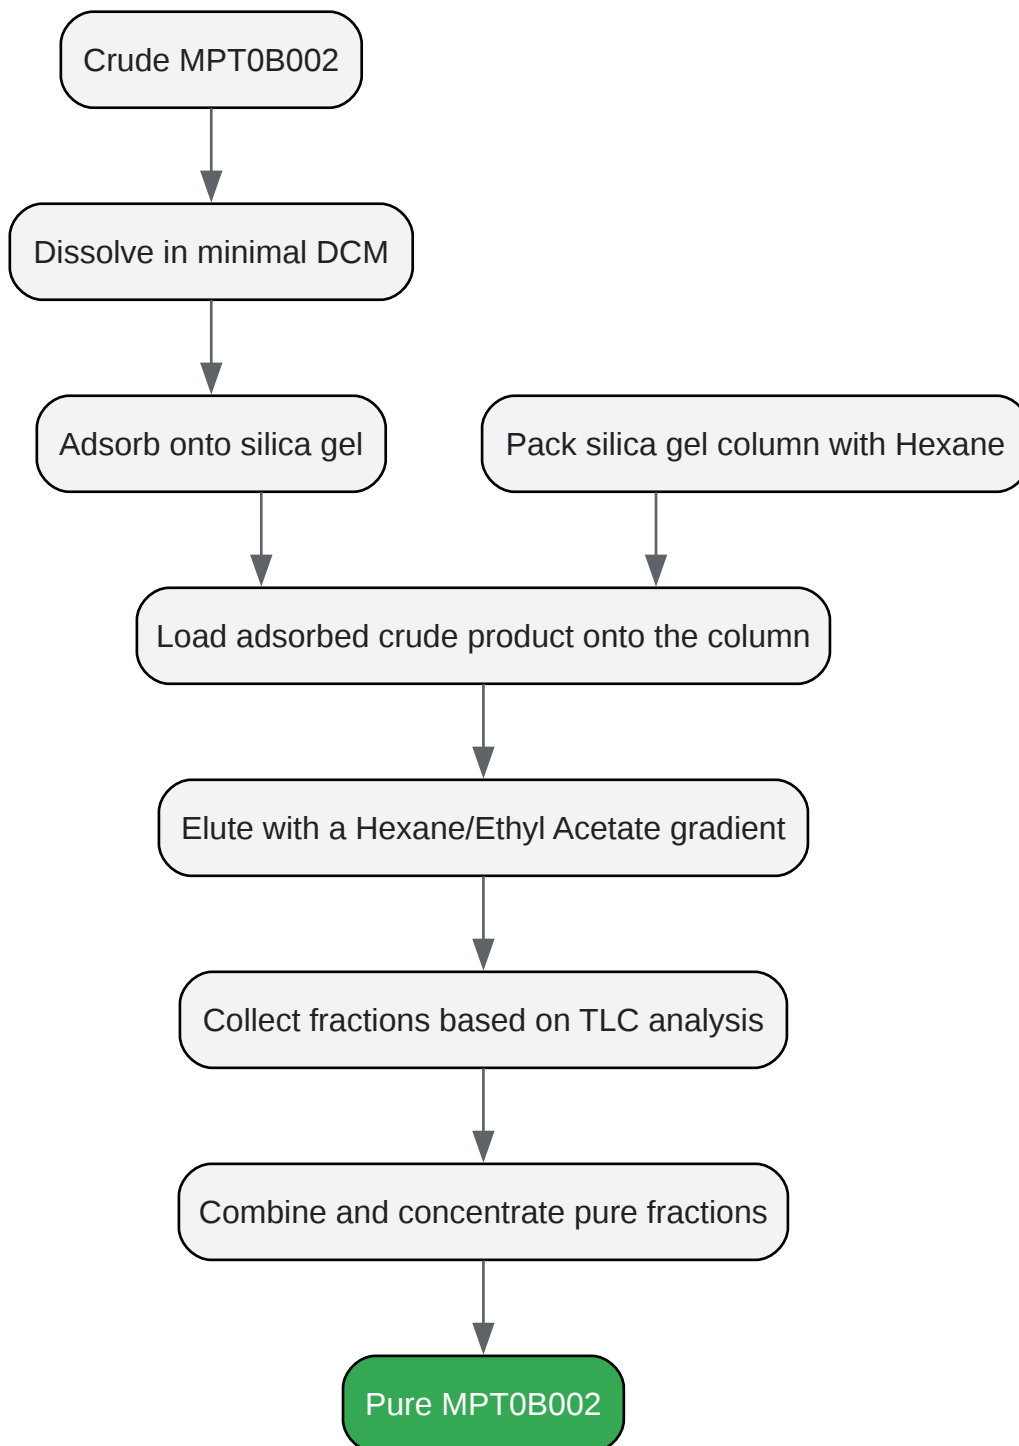 Crude MPT0B002
Dissolve in minimal DCM
Adsorb onto silica gel
Pack silica gel column with Hexane
Load adsorbed crude product onto the column
Elute with a Hexane/Ethyl Acetate gradient
Collect fractions based on TLC analysis
Combine and concentrate pure fractions
Pure MPT0B002